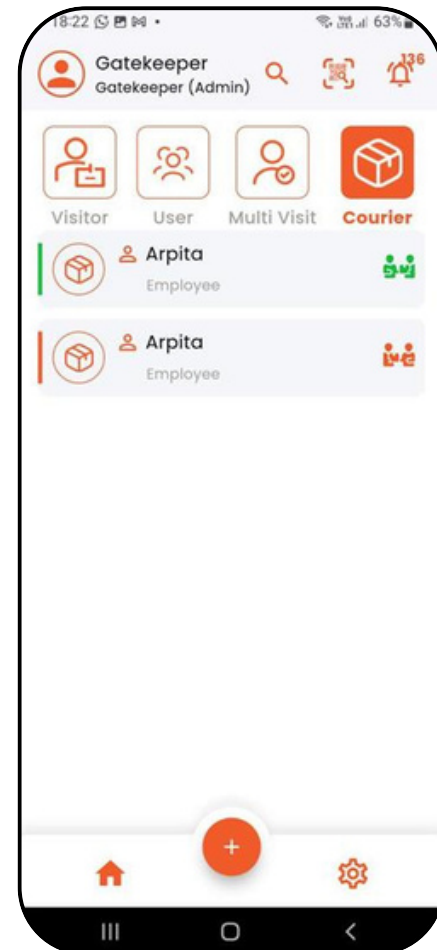 18:22 63%
Gatekeeper
Gatekeeper (Admin)
136
Visitor User Multi Visit Courier
Arpita
Employee
Arpita
Employee
+